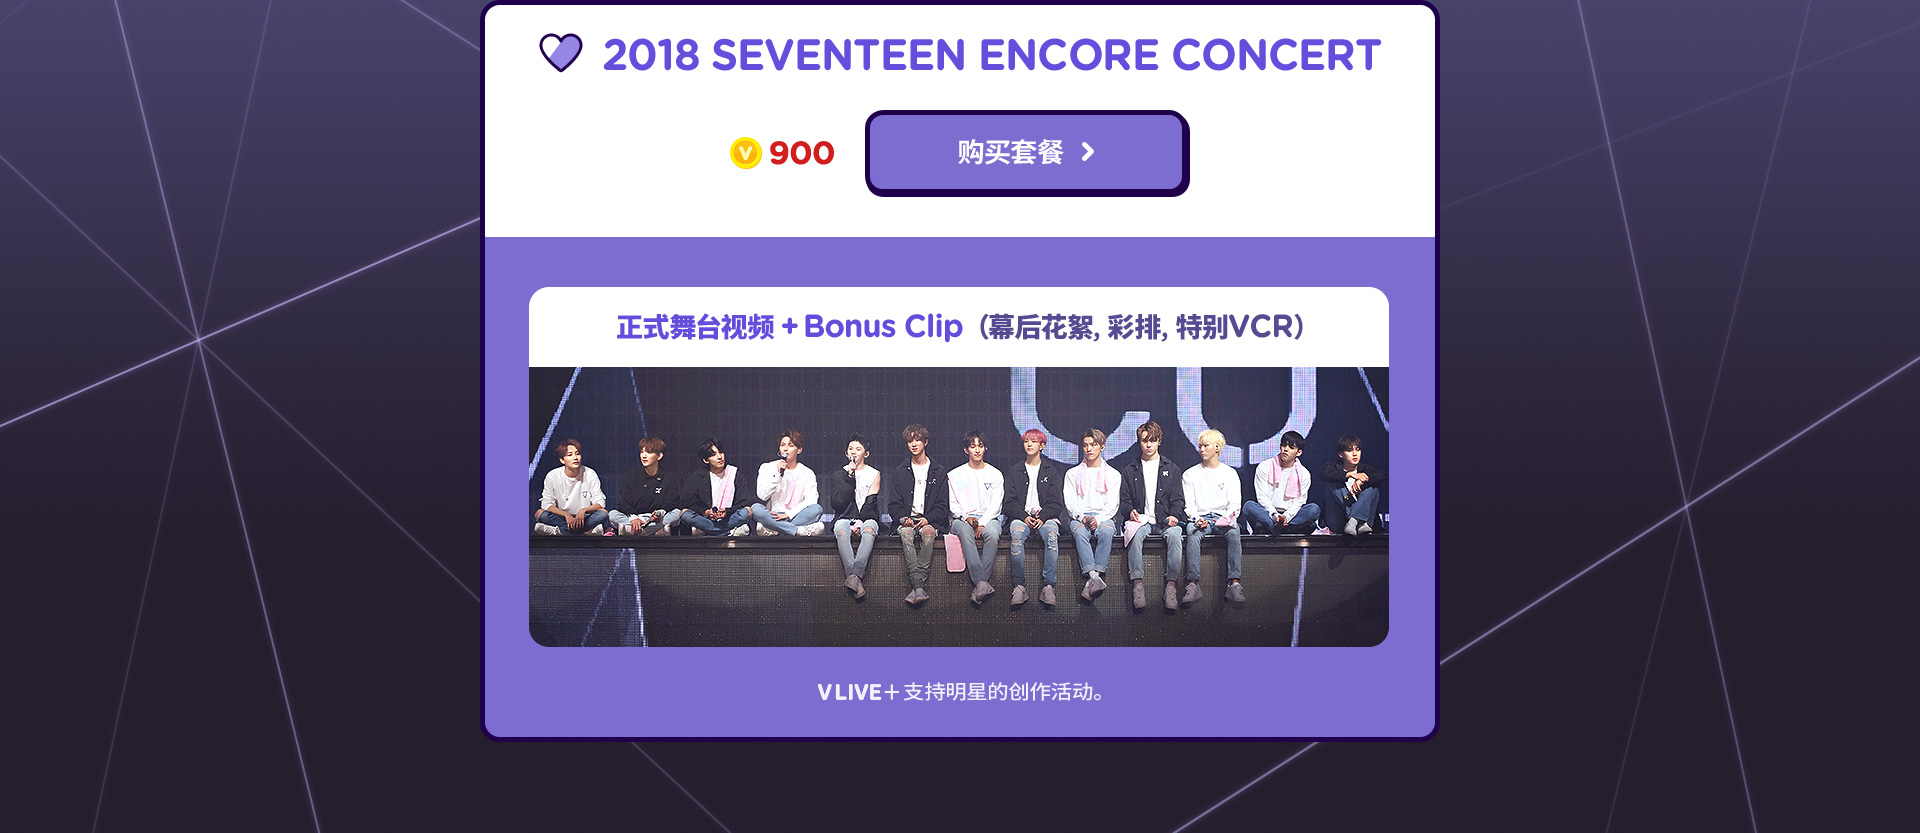 2018 SEVENTEEN ENCORE CONCERT
V 900 购买套餐
正式舞台视频 + Bonus Clip（幕后花絮, 彩排, 特别VCR）
V LIVE＋ 支持明星的创作活动。